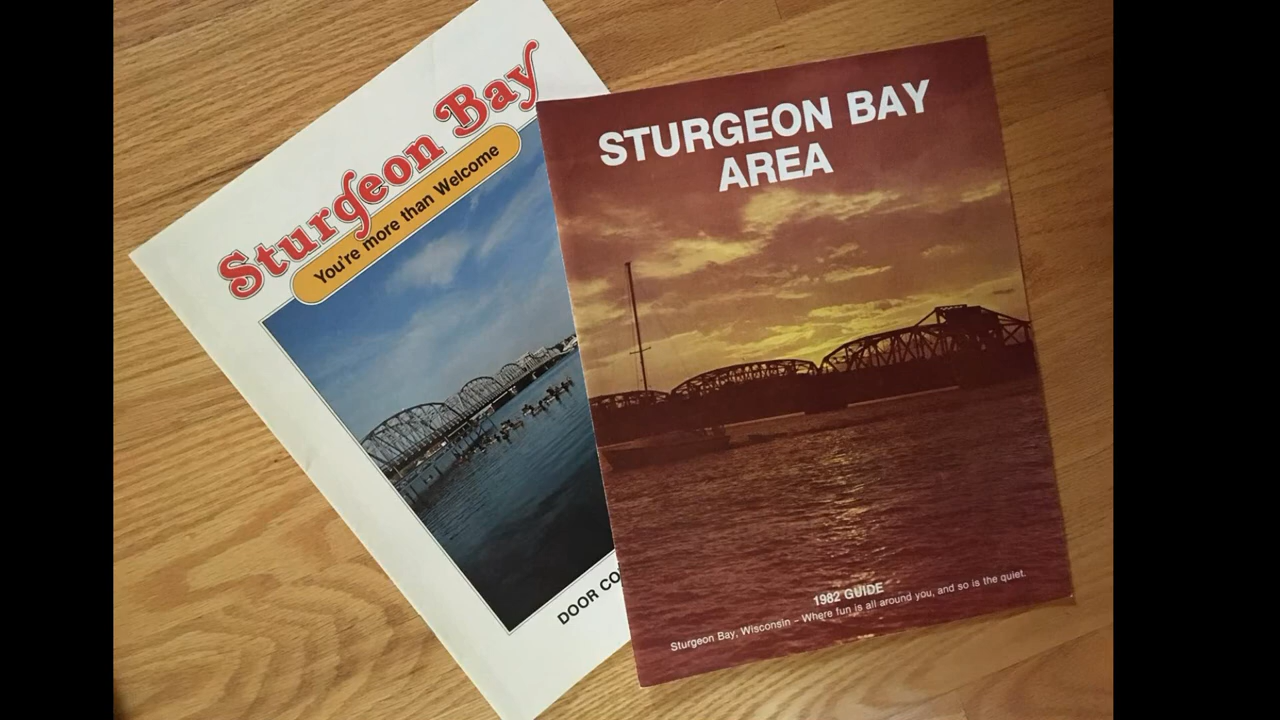 Sturgeon Bay
You're more than Welcome
DOOR CO
STURGEON BAY
AREA
1982 GUIDE
Sturgeon Bay, Wisconsin – Where fun is all around you, and so is the quiet.